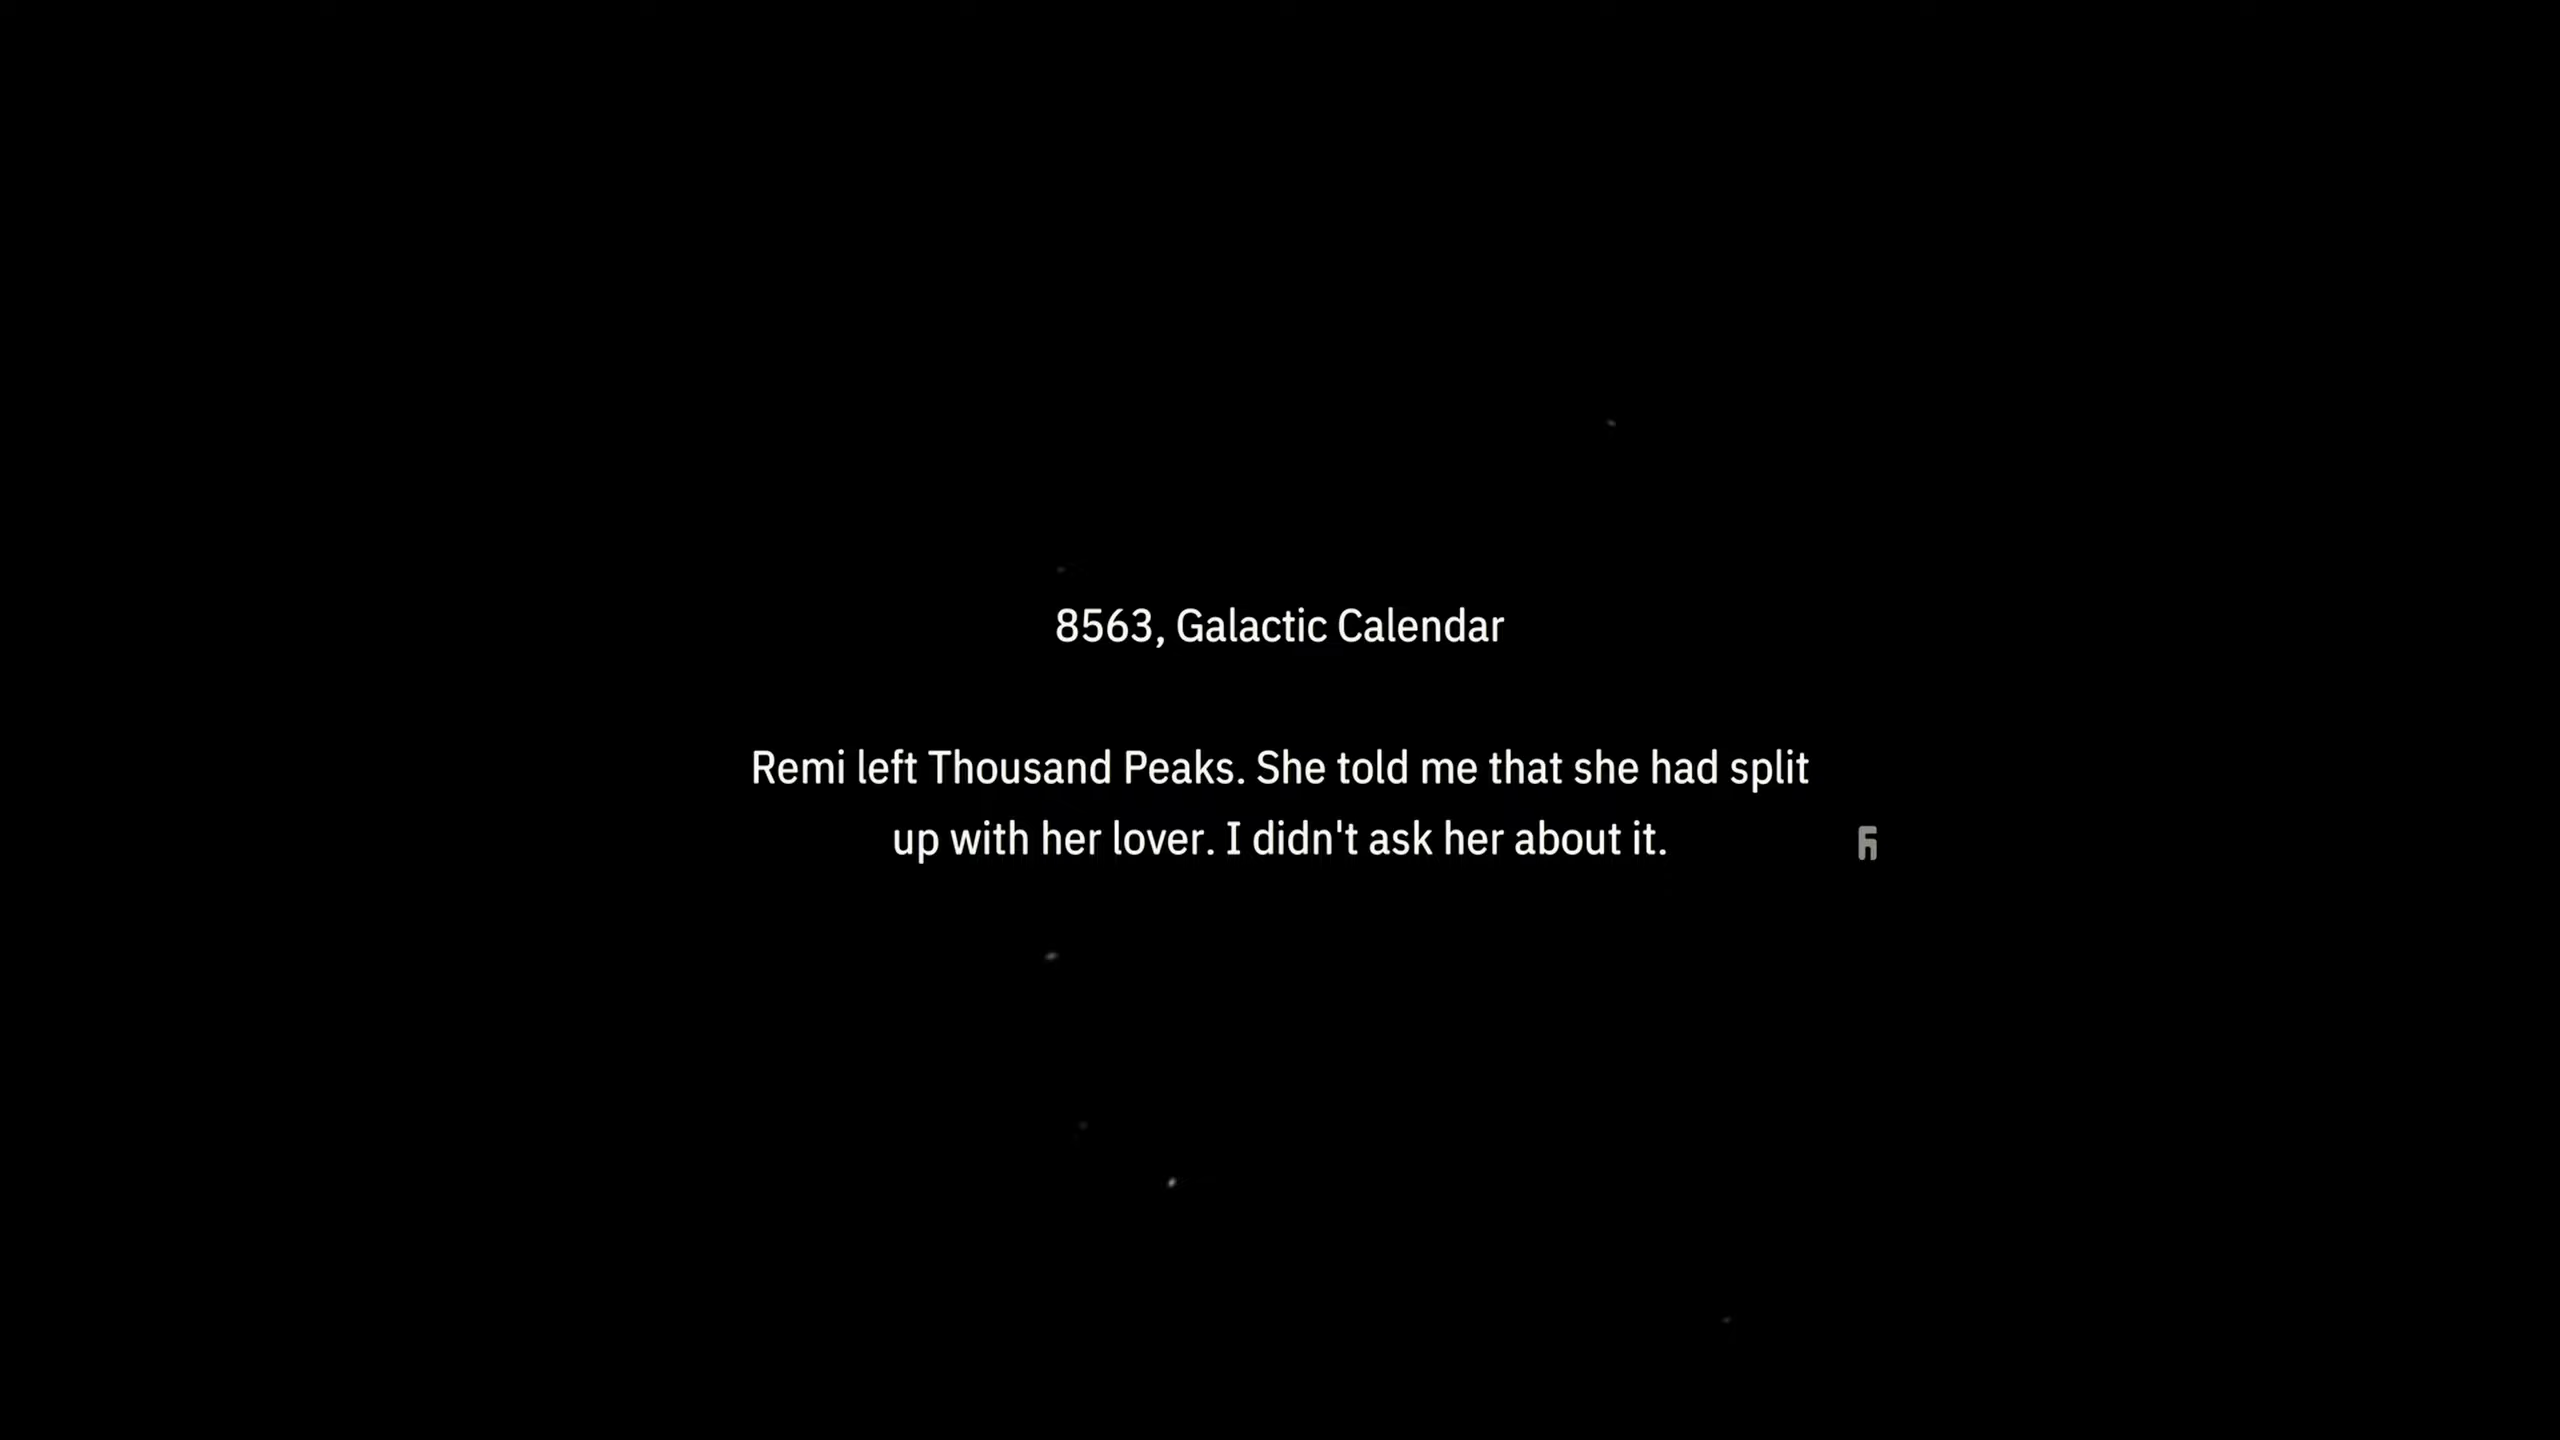 8563, Galactic Calendar
Remi left Thousand Peaks. She told me that she had split
up with her lover. I didn't ask her about it.